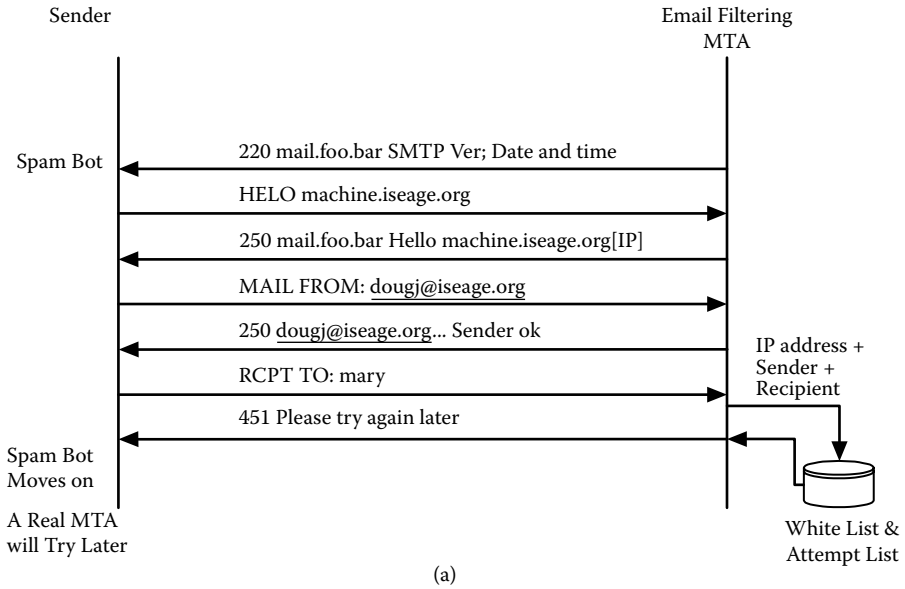 Sender
Email Filtering
MTA
Spam Bot
220 mail.foo.bar SMTP Ver; Date and time
HELO machine.iseage.org
250 mail.foo.bar Hello machine.iseage.org[IP]
MAIL FROM: dougj@iseage.org
250 dougj@iseage.org... Sender ok
IP address +
Sender +
Recipient
RCPT TO: mary
451 Please try again later
Spam Bot
Moves on
A Real MTA
will Try Later
White List &
Attempt List
(a)